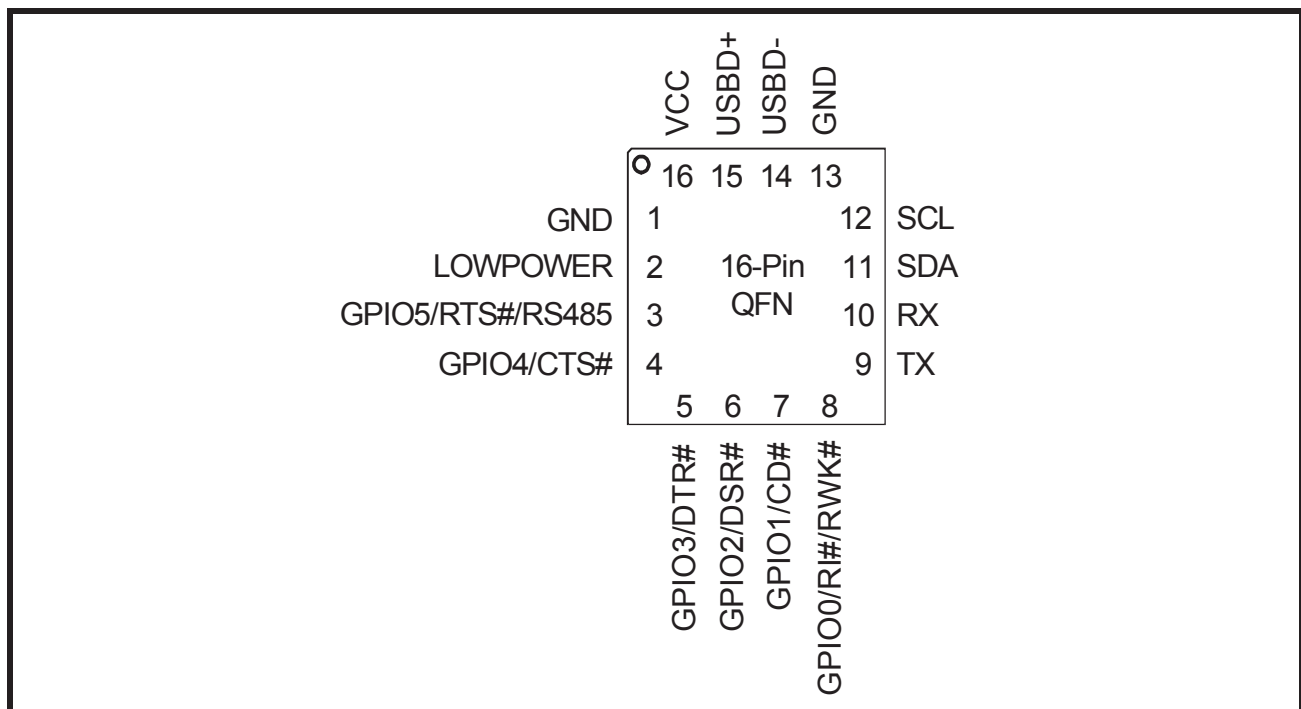 VCC
USBD+
USBD-
GND
16 15 14 13
GND 1 12 SCL
LOWPOWER 2 16-Pin 11 SDA
GPIO5/RTS#/RS485 3 QFN 10 RX
GPIO4/CTS# 4 9 TX
5 6 7 8
GPIO3/DTR#
GPIO2/DSR#
GPIO1/CD#
GPIO0/RI#/RWK#